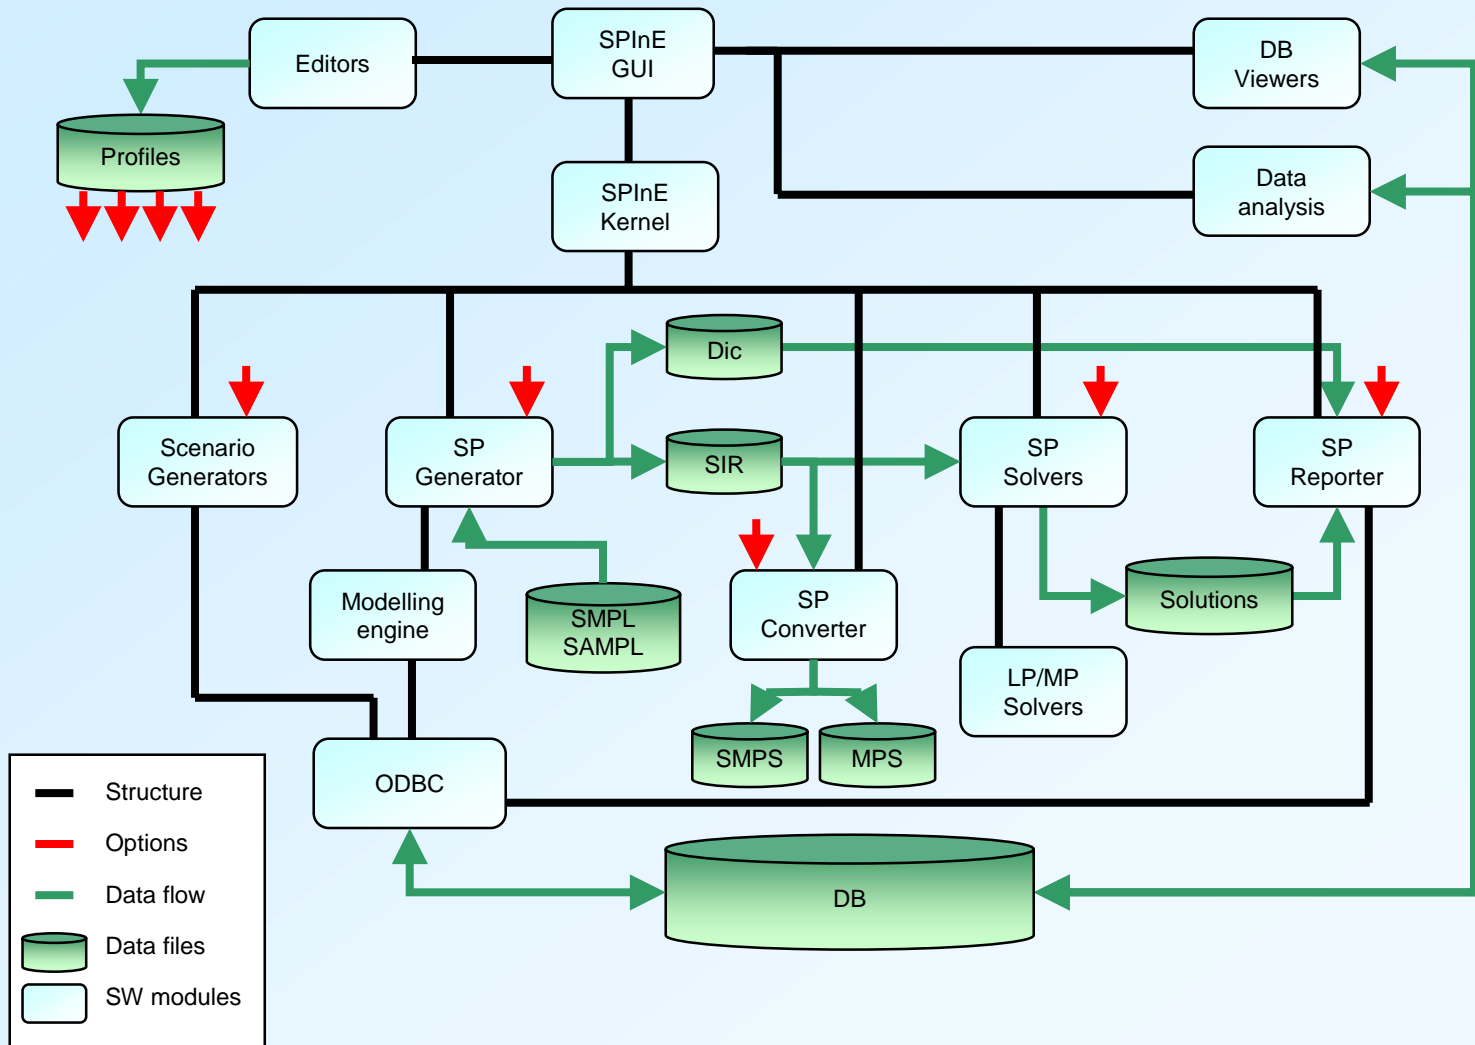 Editors
SPInE
GUI
DB
Viewers
Profiles
SPInE
Kernel
Data
analysis
Dic
Scenario
Generators
SP
Generator
SIR
SP
Solvers
SP
Reporter
Modelling
engine
SMPL
SAMPL
SP
Converter
Solutions
LP/MP
Solvers
SMPS
MPS
ODBC
DB
Structure
Options
Data flow
Data files
SW modules